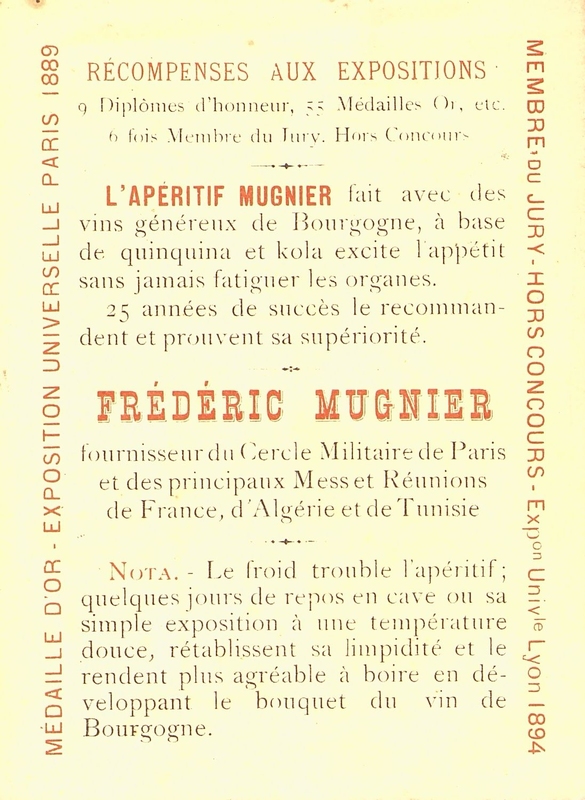 RÉCOMPENSES AUX EXPOSITIONS
9 Diplômes d'honneur, 55 Médailles Or, etc.
6 fois Membre du Jury. Hors Concours
L'APÉRITIF MUGNIER fait avec des
vins généreux de Bourgogne, à base
de quinquina et kola excite l'appétit
sans jamais fatiguer les organes.
25 années de succès le recomman-
dent et prouvent sa supériorité.
FRÉDÉRIC MUGNIER
fournisseur du Cercle Militaire de Paris
et des principaux Mess et Réunions
de France, d'Algérie et de Tunisie
NOTA. - Le froid trouble l'apéritif;
quelques jours de repos en cave ou sa
simple exposition à une température
douce, rétablissent sa limpidité et le
rendent plus agréable à boire en dé-
veloppant le bouquet du vin de
Bourgogne.
MÉDAILLE D'OR - EXPOSITION UNIVERSELLE PARIS 1889
MEMBRE DU JURY - HORS CONCOURS - Expon Univle Lyon 1894